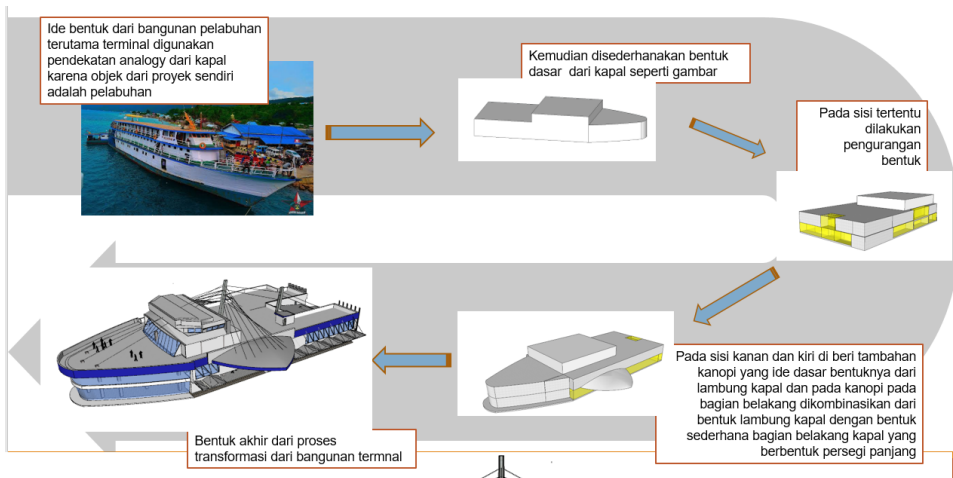 Ide bentuk dari bangunan pelabuhan
terutama terminal digunakan
pendekatan analogy dari kapal
karena objek dari proyek sendiri
adalah pelabuhan
Kemudian disederhanakan bentuk
dasar dari kapal seperti gambar
Pada sisi tertentu
dilakukan
pengurangan
bentuk
Pada sisi kanan dan kiri di beri tambahan
kanopi yang ide dasar bentuknya dari
lambung kapal dan pada kanopi pada
bagian belakang dikombinasikan dari
bentuk lambung kapal dengan bentuk
sederhana bagian belakang kapal yang
berbentuk persegi panjang
Bentuk akhir dari proses
transformasi dari bangunan termnal